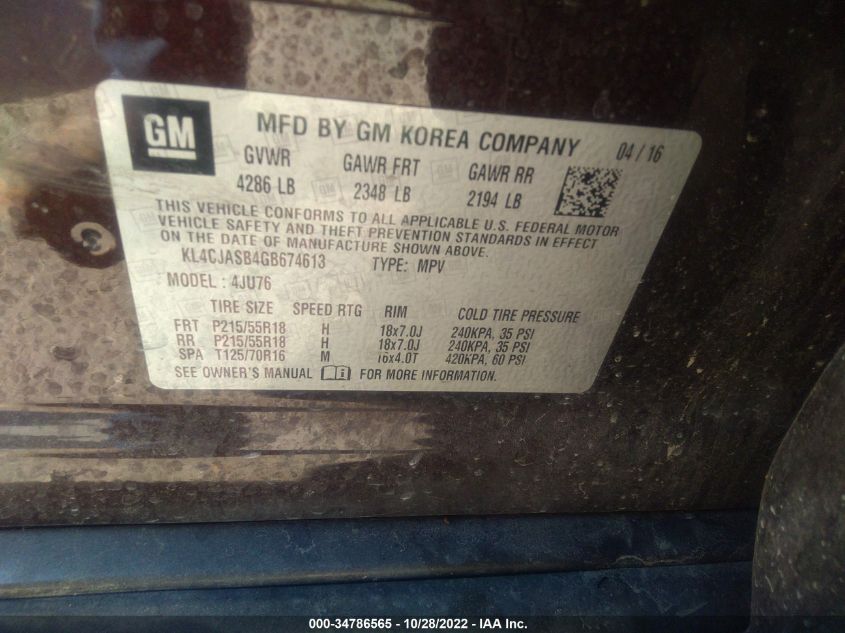 GM MFD BY GM KOREA COMPANY 04 / 16
GVWR GAWR FRT GAWR RR
4286 LB 2348 LB 2194 LB
THIS VEHICLE CONFORMS TO ALL APPLICABLE U.S. FEDERAL MOTOR
VEHICLE SAFETY AND THEFT PREVENTION STANDARDS IN EFFECT
ON THE DATE OF MANUFACTURE SHOWN ABOVE.
KL4CJASB4GB674613 TYPE: MPV
MODEL : 4JU76
TIRE SIZE SPEED RTG RIM COLD TIRE PRESSURE
FRT P215/55R18 H 18x7.0J 240KPA, 35 PSI
RR P215/55R18 H 18x7.0J 240KPA, 35 PSI
SPA T125/70R16 M 16x4.0T 420KPA, 60 PSI
SEE OWNER'S MANUAL FOR MORE INFORMATION.
000-34786565 - 10/28/2022 - IAA Inc.